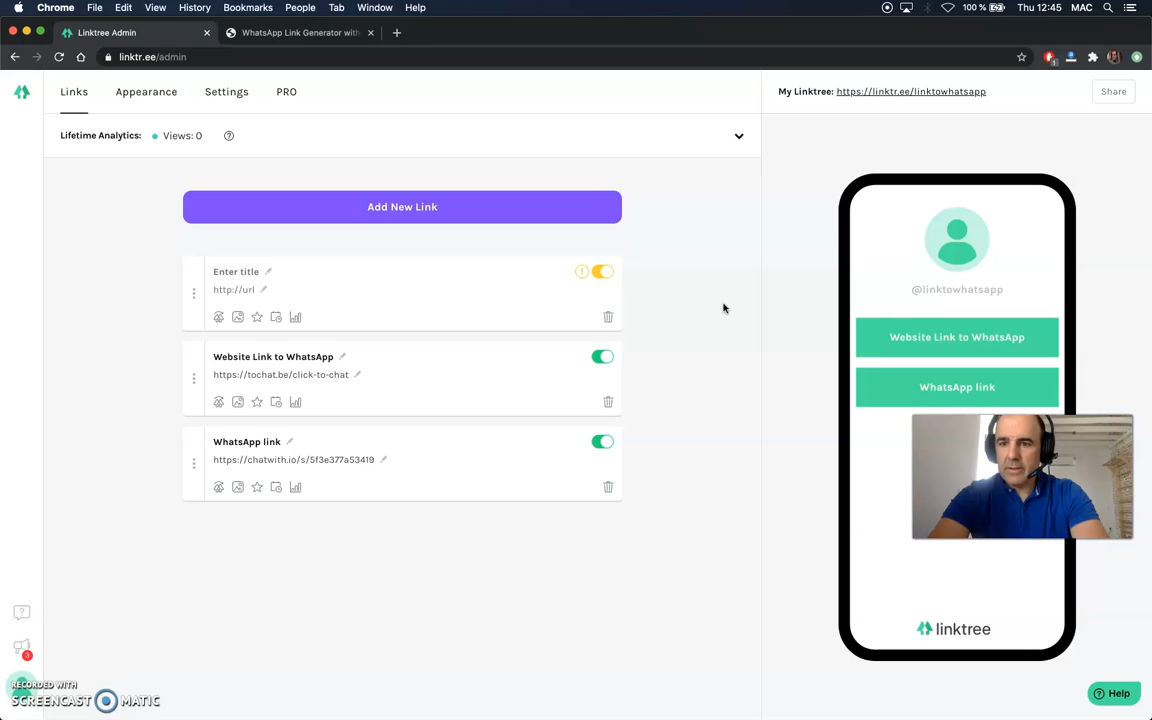 Chrome File Edit View History Bookmarks People Tab Window Help
100 % Thu 12:45 MAC
Linktree Admin
WhatsApp Link Generator with
linktr.ee/admin
1
Links Appearance Settings PRO
My Linktree: https://linktr.ee/linktowhatsapp
Share
Lifetime Analytics: Views: 0
Add New Link
Enter title
http://url
Website Link to WhatsApp
https://tochat.be/click-to-chat
WhatsApp link
https://chatwith.io/s/5f3e377a53419
@linktowhatsapp
Website Link to WhatsApp
WhatsApp link
linktree
3
RECORDED WITH
SCREENCAST MATIC
Help